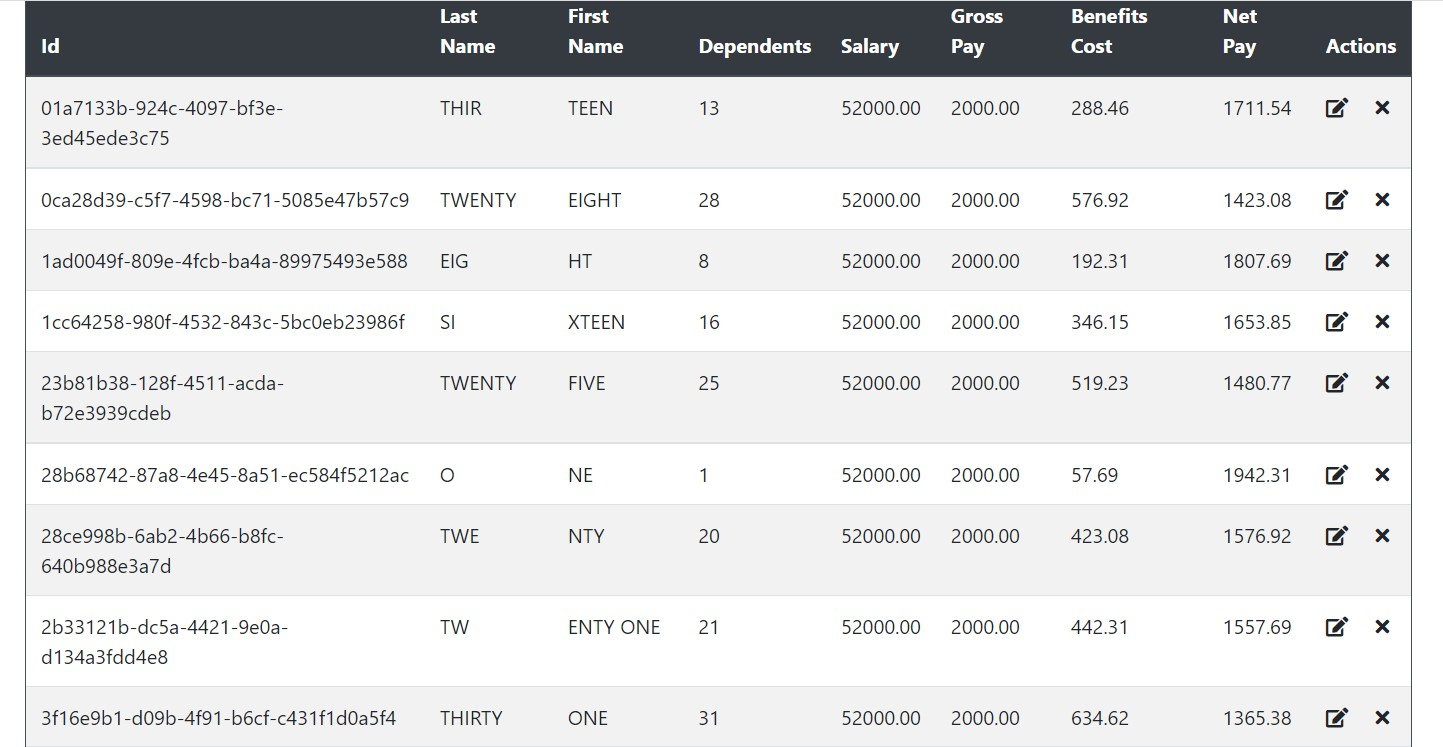 Id Last Name First Name Dependents Salary Gross Pay Benefits Cost Net Pay Actions
01a7133b-924c-4097-bf3e- THIR TEEN 13 52000.00 2000.00 288.46 1711.54
3ed45ede3c75
0ca28d39-c5f7-4598-bc71-5085e47b57c9 TWENTY EIGHT 28 52000.00 2000.00 576.92 1423.08
1ad0049f-809e-4fcb-ba4a-89975493e588 EIG HT 8 52000.00 2000.00 192.31 1807.69
1cc64258-980f-4532-843c-5bc0eb23986f SI XTEEN 16 52000.00 2000.00 346.15 1653.85
23b81b38-128f-4511-acda- TWENTY FIVE 25 52000.00 2000.00 519.23 1480.77
b72e3939cdeb
28b68742-87a8-4e45-8a51-ec584f5212ac O NE 1 52000.00 2000.00 57.69 1942.31
28ce998b-6ab2-4b66-b8fc- TWE NTY 20 52000.00 2000.00 423.08 1576.92
640b988e3a7d
2b33121b-dc5a-4421-9e0a- TW ENTY ONE 21 52000.00 2000.00 442.31 1557.69
d134a3fdd4e8
3f16e9b1-d09b-4f91-b6cf-c431f1d0a5f4 THIRTY ONE 31 52000.00 2000.00 634.62 1365.38